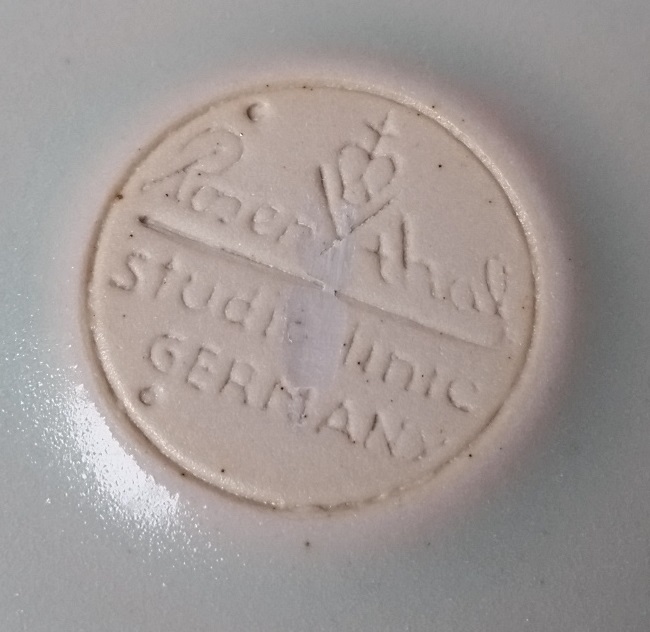 Rosenthal
studio linie
GERMANY